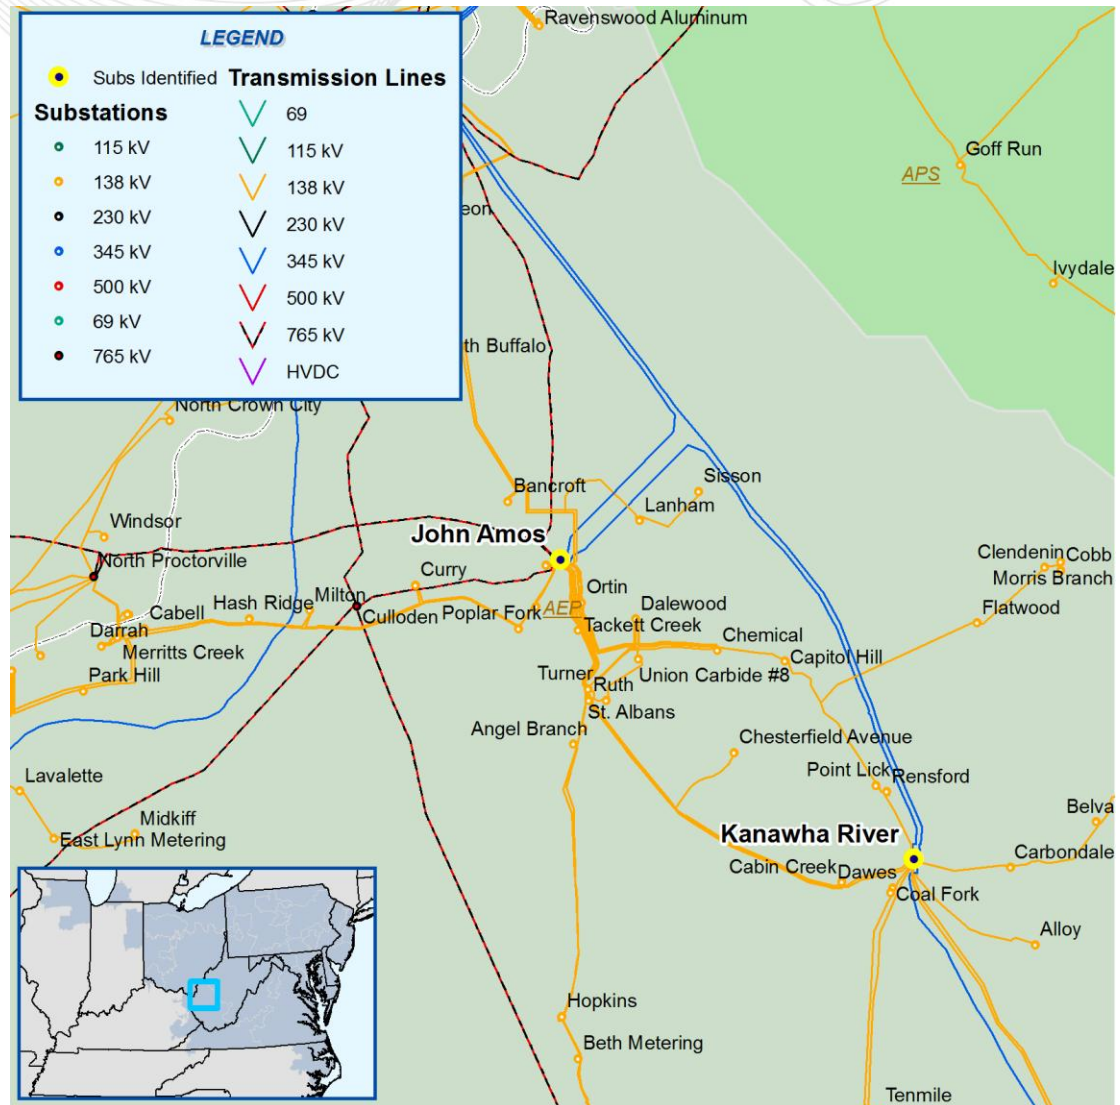 LEGEND
Subs Identified
Transmission Lines
Substations
69
115 kV
115 kV
138 kV
138 kV
230 kV
230 kV
345 kV
345 kV
500 kV
500 kV
69 kV
765 kV
765 kV
HVDC
Ravenswood Aluminum
Goff Run
APS
eon
Ivydale
th Buffalo
North Crown City
Sisson
Bancroft
Lanham
Windsor
John Amos
North Proctorville
Clendenin
Cobb
Morris Branch
Curry
Ortin
Milton
Hash Ridge
Cabell
Culloden
Poplar Fork
AEP
Dalewood
Flatwood
Darrah
Tackett Creek
Chemical
Merritts Creek
Capitol Hill
Park Hill
Turner
Union Carbide #8
Ruth
St. Albans
Angel Branch
Chesterfield Avenue
Lavalette
Point Lick
Rensford
Belva
Midkiff
East Lynn Metering
Kanawha River
Carbondale
Cabin Creek
Dawes
Coal Fork
Alloy
Hopkins
Beth Metering
Tenmile